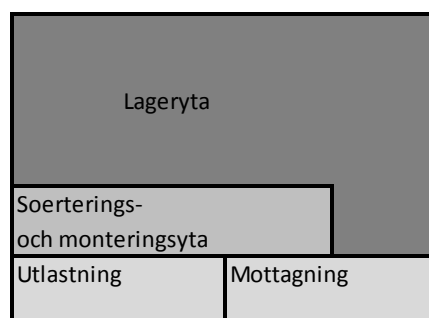 Lageryta
Soerterings-
och monteringsyta
Utlastning
Mottagning